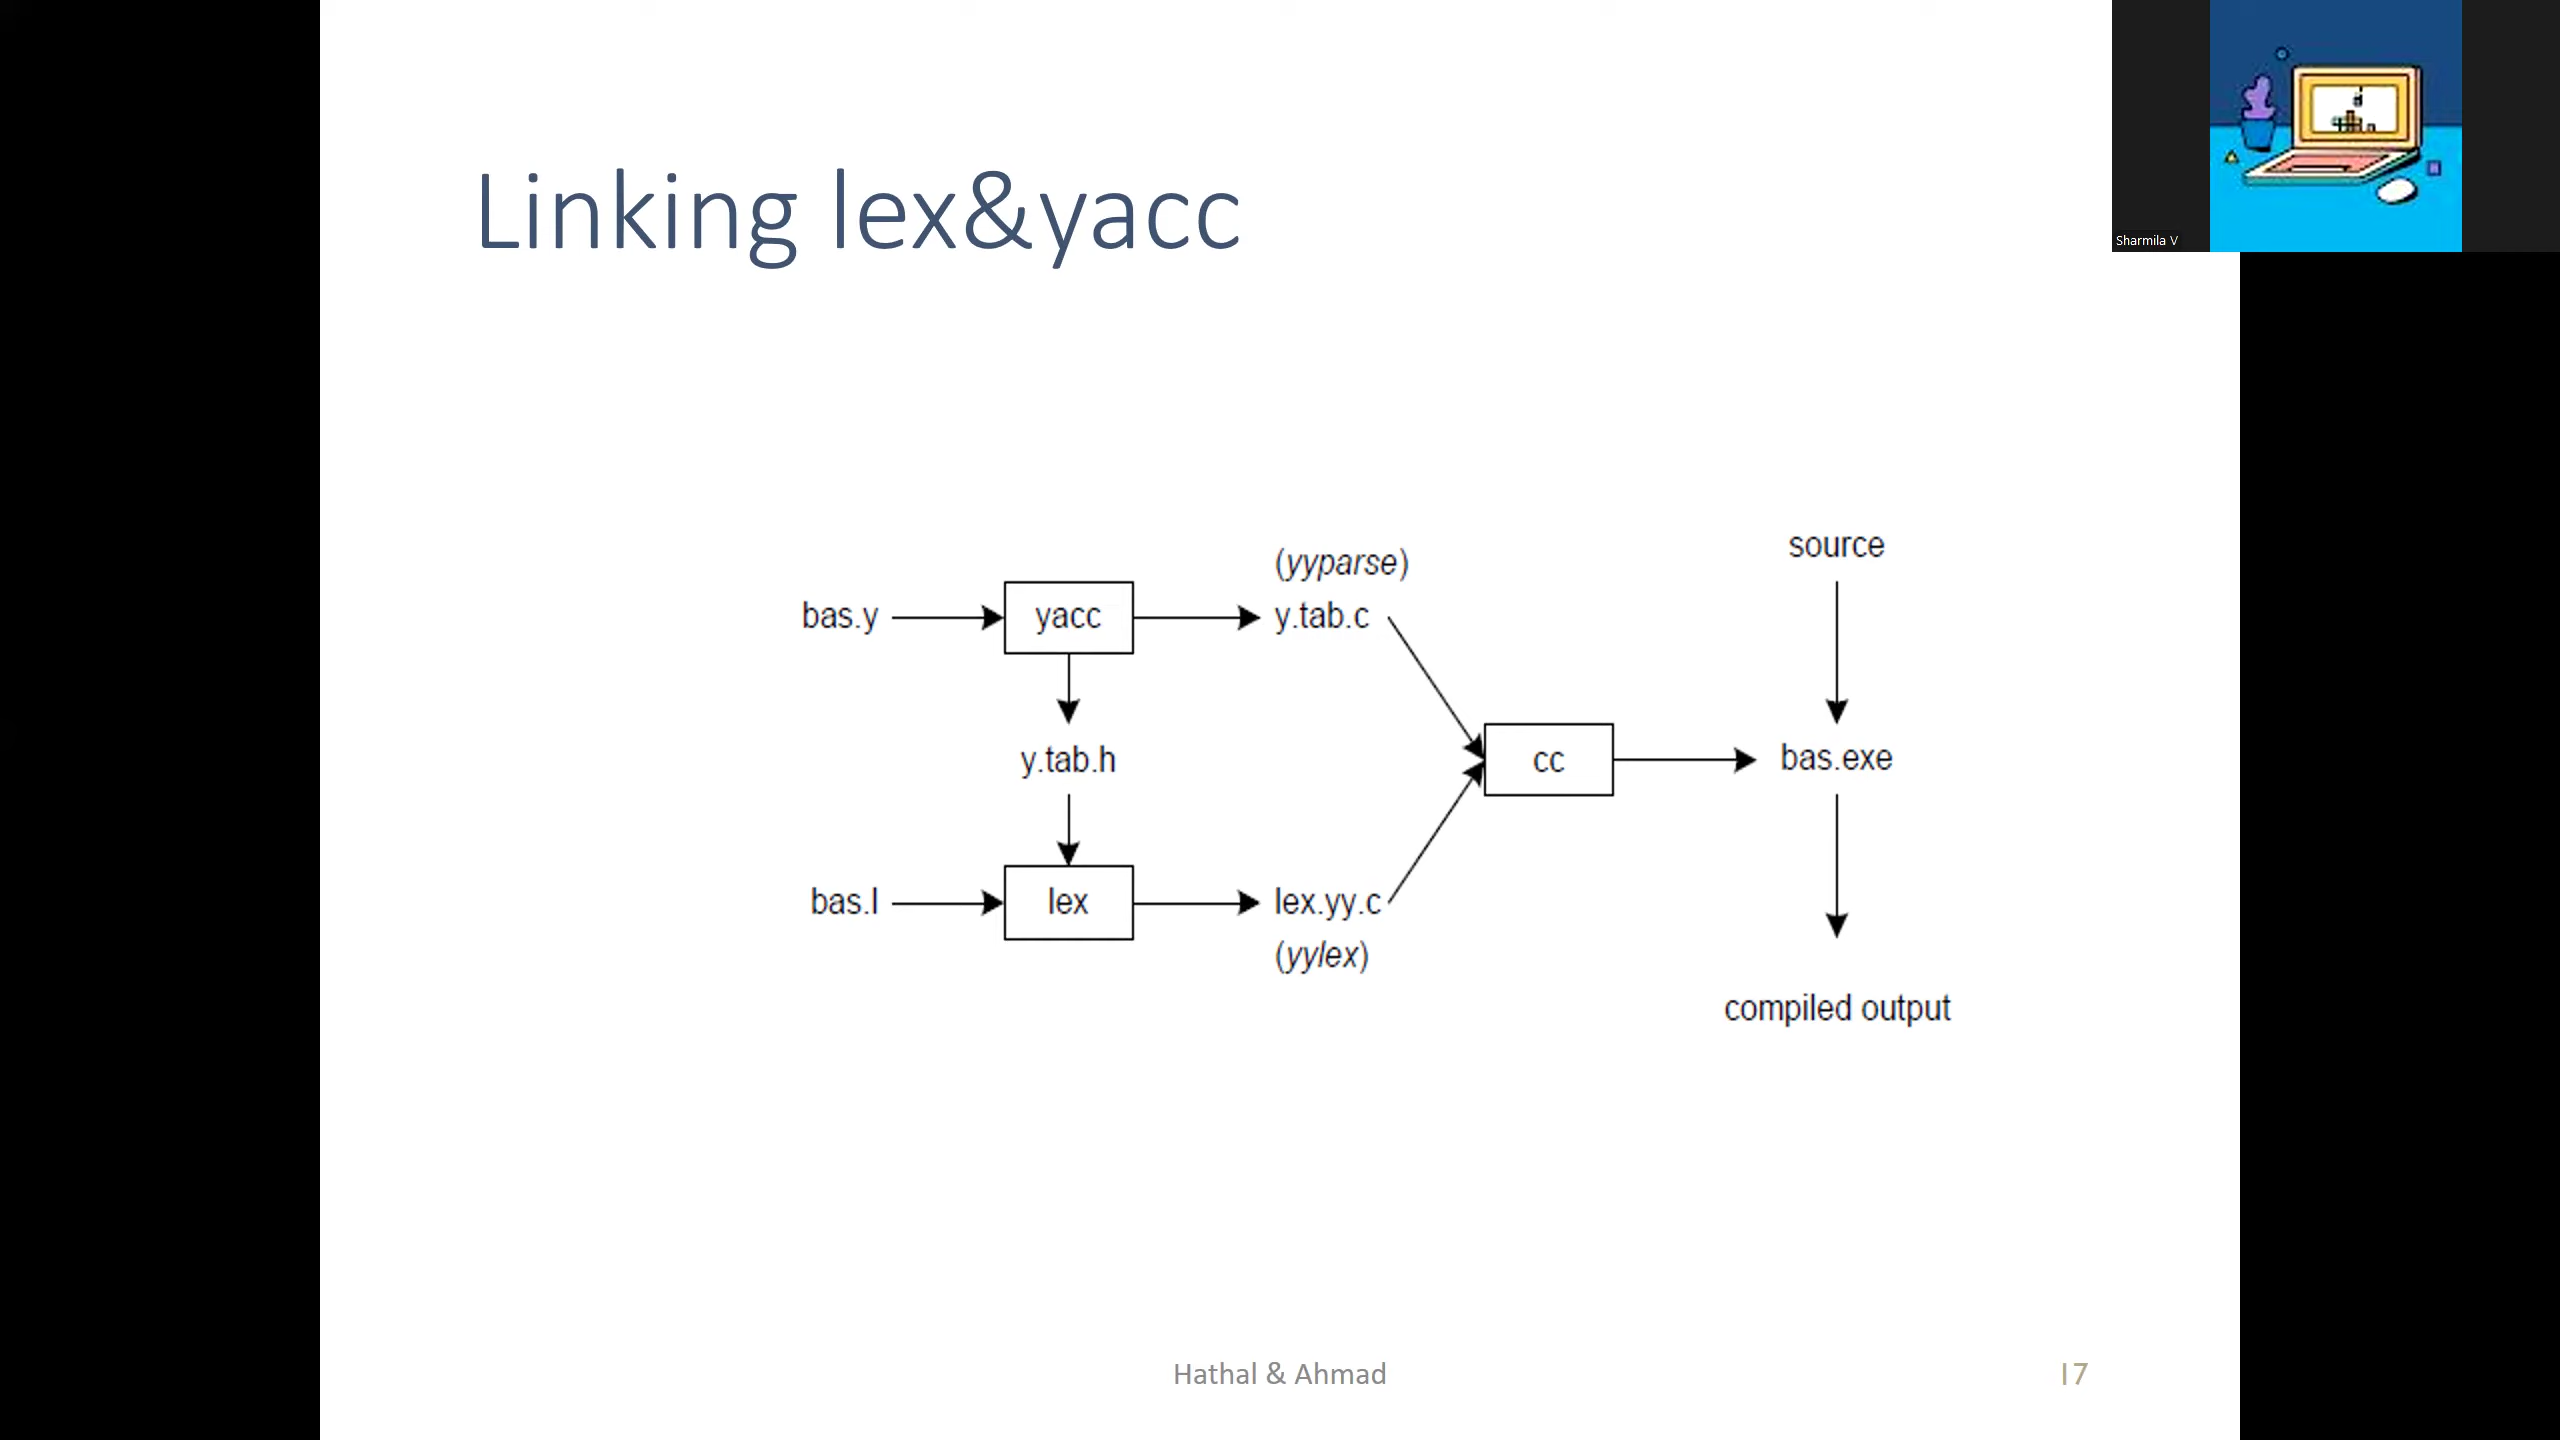 Sharmila V
Linking lex&yacc
(yyparse)
source
bas.y
yacc
y.tab.c
y.tab.h
cc
bas.exe
bas.l
lex
lex.yy.c
(yylex)
compiled output
Hathal & Ahmad
17